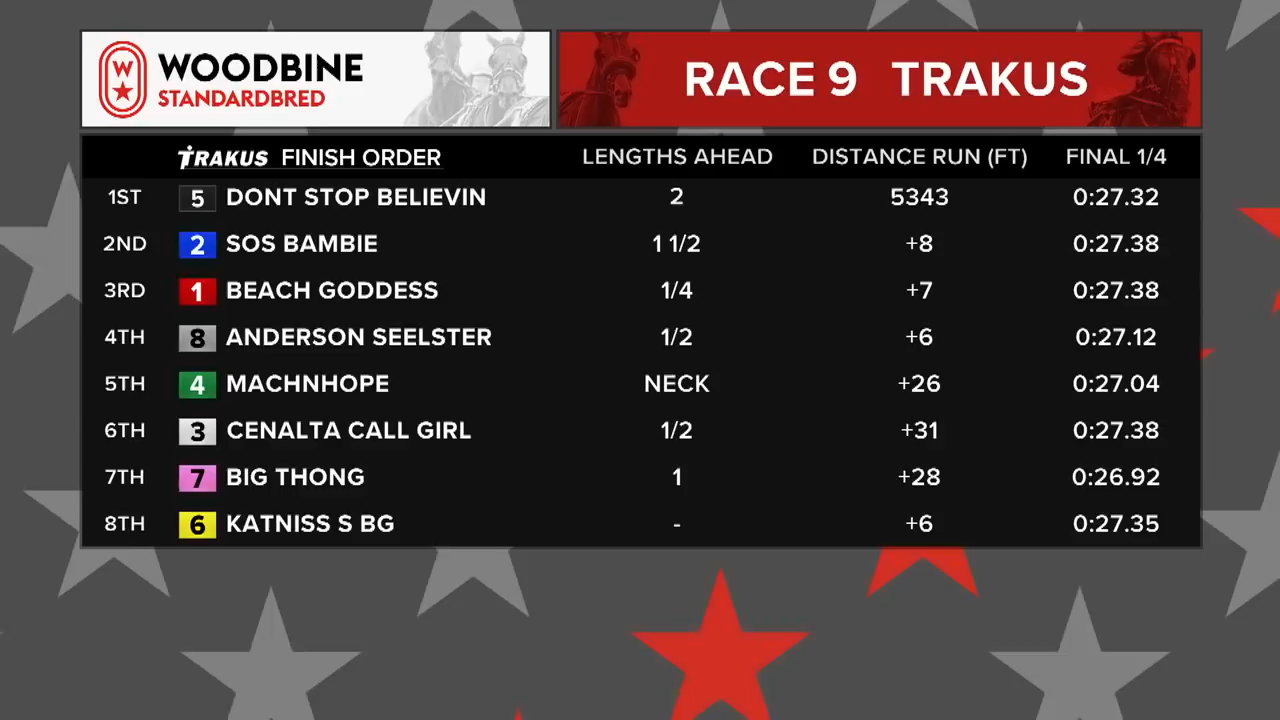 W
WOODBINE
STANDARDBRED
RACE 9 TRAKUS
TRAKUS FINISH ORDER LENGTHS AHEAD DISTANCE RUN (FT) FINAL 1/4
1ST 5 DONT STOP BELIEVIN 2 5343 0:27.32
2ND 2 SOS BAMBIE 1 1/2 +8 0:27.38
3RD 1 BEACH GODDESS 1/4 +7 0:27.38
4TH 8 ANDERSON SEELSTER 1/2 +6 0:27.12
5TH 4 MACHNHOPE NECK +26 0:27.04
6TH 3 CENALTA CALL GIRL 1/2 +31 0:27.38
7TH 7 BIG THONG 1 +28 0:26.92
8TH 6 KATNISS S BG - +6 0:27.35